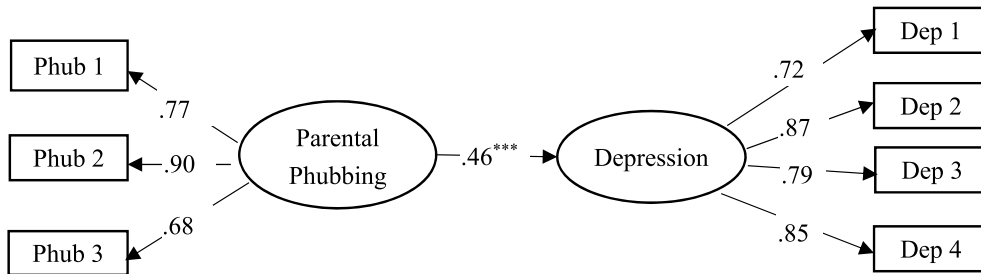 Phub 1
.77
Phub 2
.90
Phub 3
.68
Parental
Phubbing
.46***
Depression
.72
Dep 1
.87
Dep 2
.79
Dep 3
.85
Dep 4